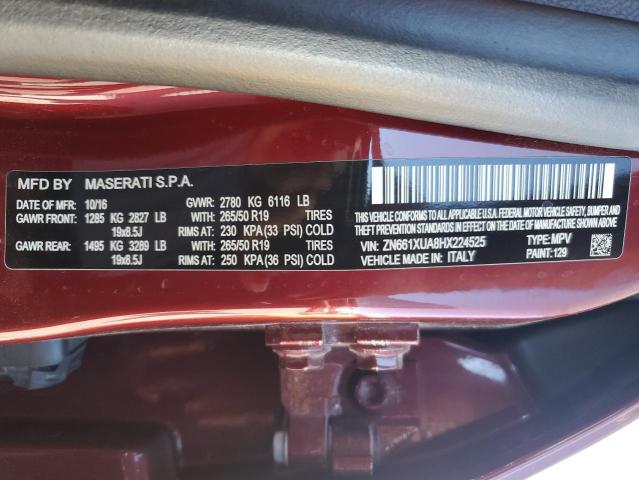 MFD BY MASERATI S.P.A.
DATE OF MFR: 10/16 GVWR: 2780 KG 6116 LB
GAWR FRONT: 1285 KG 2827 LB WITH: 265/50 R19 TIRES
19x8.5J RIMS AT: 230 KPA (33 PSI) COLD
GAWR REAR: 1495 KG 3289 LB WITH: 265/50 R19 TIRES
19x8.5J RIMS AT: 250 KPA (36 PSI) COLD
THIS VEHICLE CONFORMS TO ALL APPLICABLE U.S. FEDERAL MOTOR VEHICLE SAFETY, BUMPER, AND
THEFT PREVENTION STANDARDS IN EFFECT ON THE DATE OF MANUFACTURE SHOWN ABOVE.
VIN: ZN661XUA8HX224525 TYPE: MPV
VEHICLE MADE IN: ITALY PAINT: 129